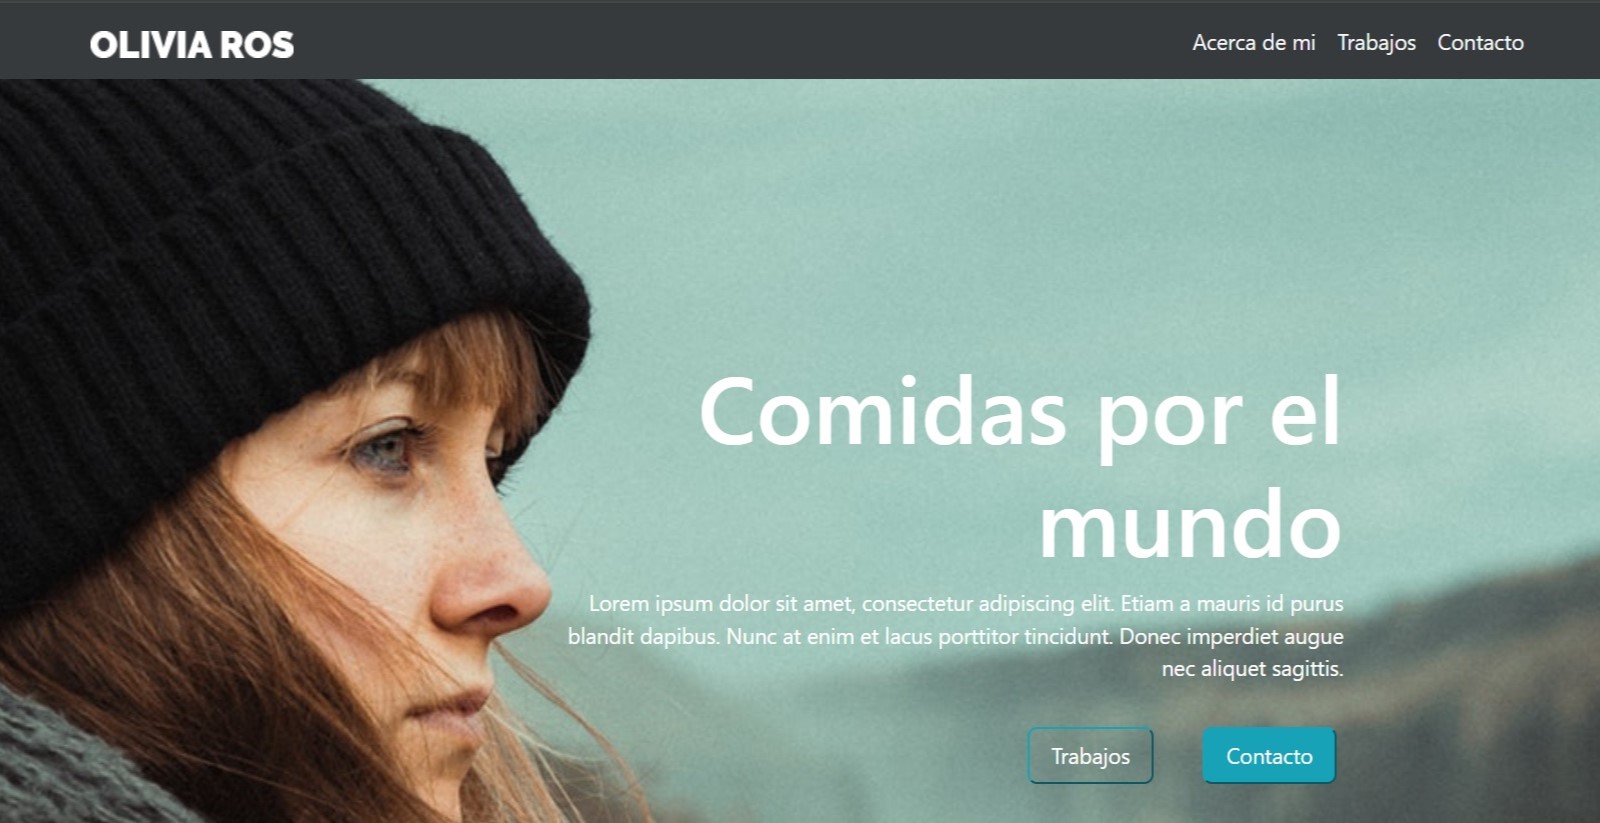 OLIVIA ROS
Acerca de mi Trabajos Contacto
Comidas por el
mundo
Lorem ipsum dolor sit amet, consectetur adipiscing elit. Etiam a mauris id purus
blandit dapibus. Nunc at enim et lacus porttitor tincidunt. Donec imperdiet augue
nec aliquet sagittis.
Trabajos Contacto